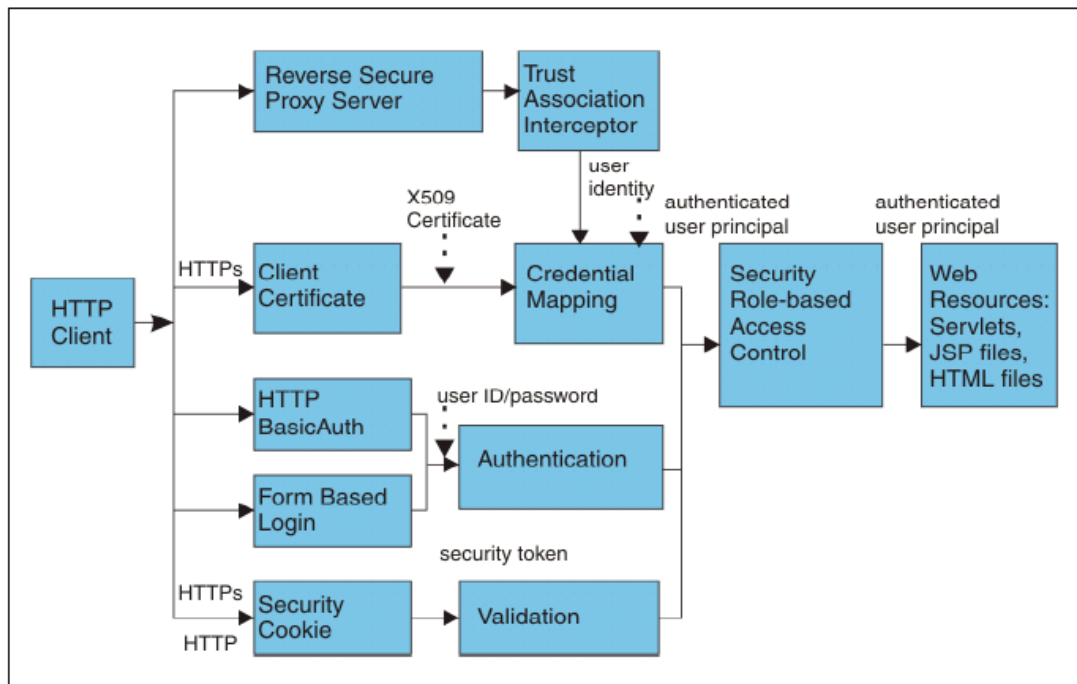 Reverse Secure
Proxy Server
Trust
Association
Interceptor
user
identity
X509
Certificate
authenticated
user principal
authenticated
user principal
HTTPs
Client
Certificate
Credential
Mapping
Security
Role-based
Access
Control
Web
Resources:
Servlets,
JSP files,
HTML files
HTTP
Client
HTTP
BasicAuth
user ID/password
Authentication
Form Based
Login
security token
HTTPs
HTTP
Security
Cookie
Validation